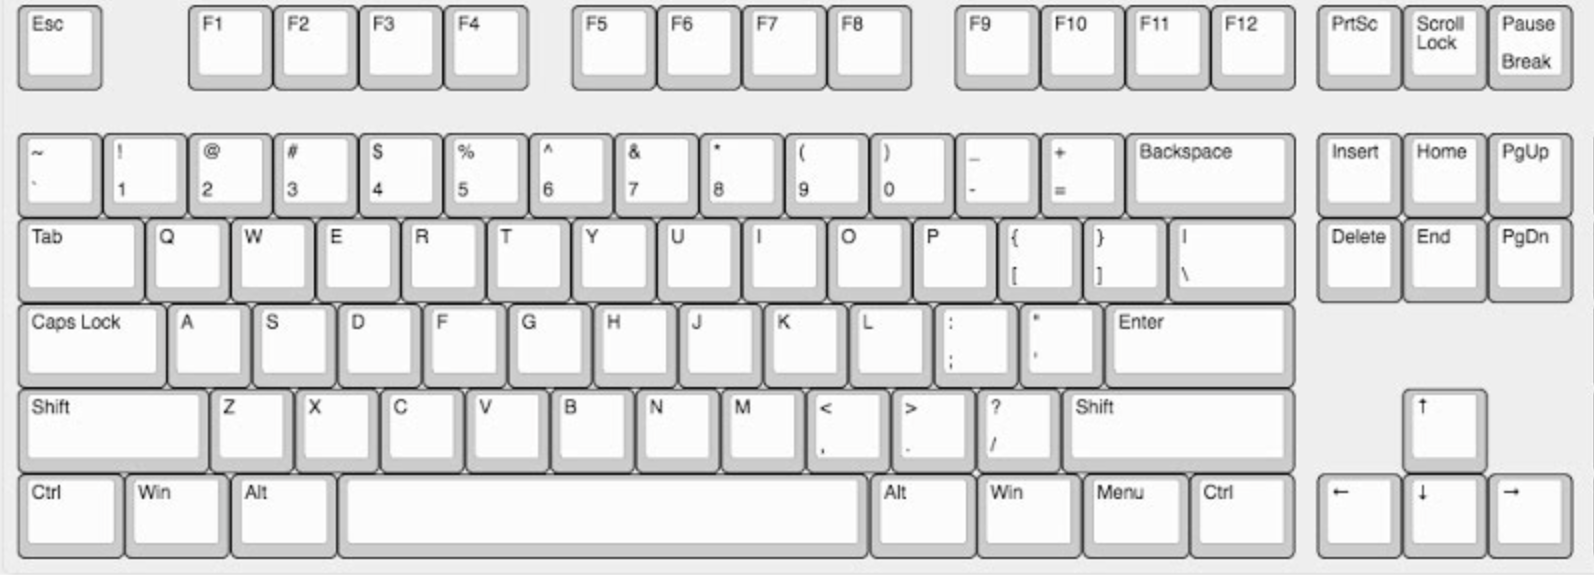 Esc F1 F2 F3 F4 F5 F6 F7 F8 F9 F10 F11 F12 PrtSc Scroll Pause
Lock
Break
~ ! @ # $ % ^ & * ( ) _ + Backspace Insert Home PgUp
` 1 2 3 4 5 6 7 8 9 0 - =
Tab Q W E R T Y U I O P { } | Delete End PgDn
[ ] \
Caps Lock A S D F G H J K L : " Enter
; '
Shift Z X C V B N M < > ? Shift ↑
, . /
Ctrl Win Alt Alt Win Menu Ctrl ← ↓ →